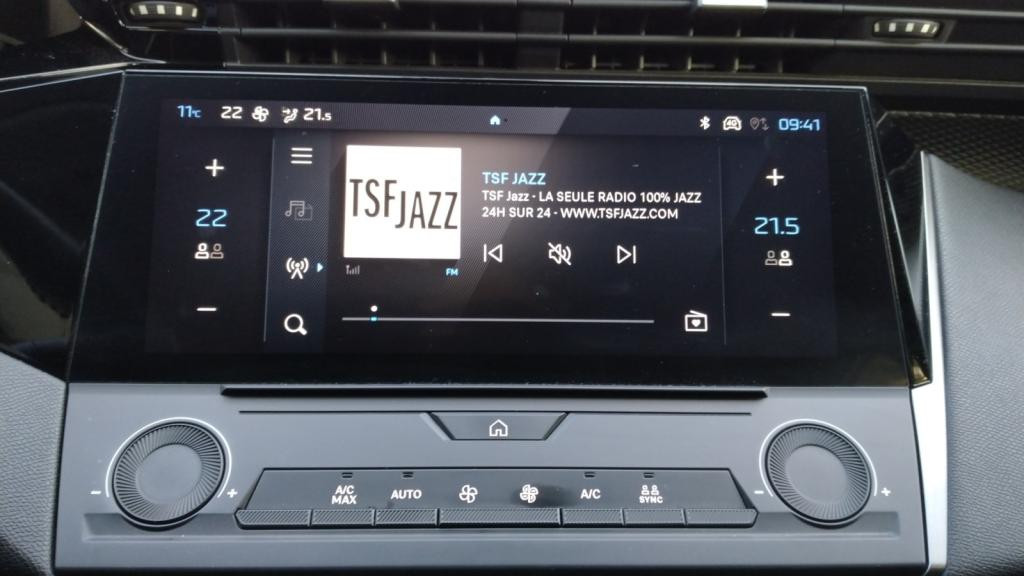 11°C 22 21.5 4G 09:41
22
TSF JAZZ
TSF JAZZ
TSF Jazz - LA SEULE RADIO 100% JAZZ
24H SUR 24 - WWW.TSFJAZZ.COM
FM
21.5
A/C
MAX
AUTO
A/C
SYNC